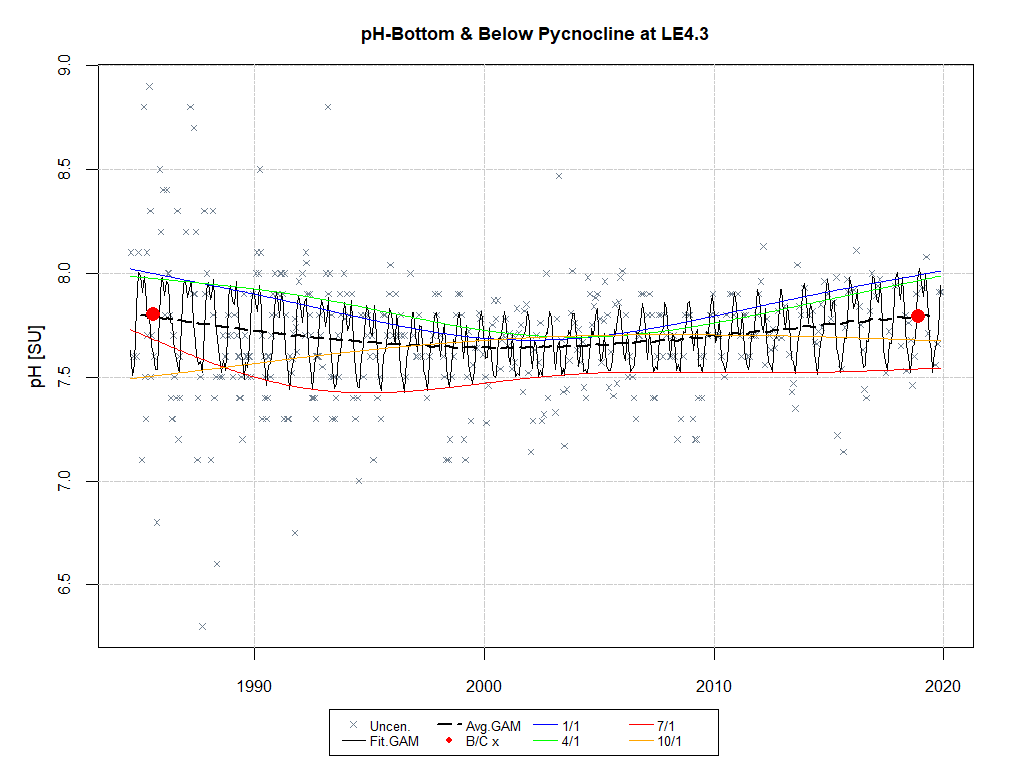 pH-Bottom & Below Pycnocline at LE4.3
pH [SU]
9.0
8.5
8.0
7.5
7.0
6.5
1990 2000 2010 2020
Uncen. Avg.GAM 1/1 7/1
Fit.GAM B/C x 4/1 10/1